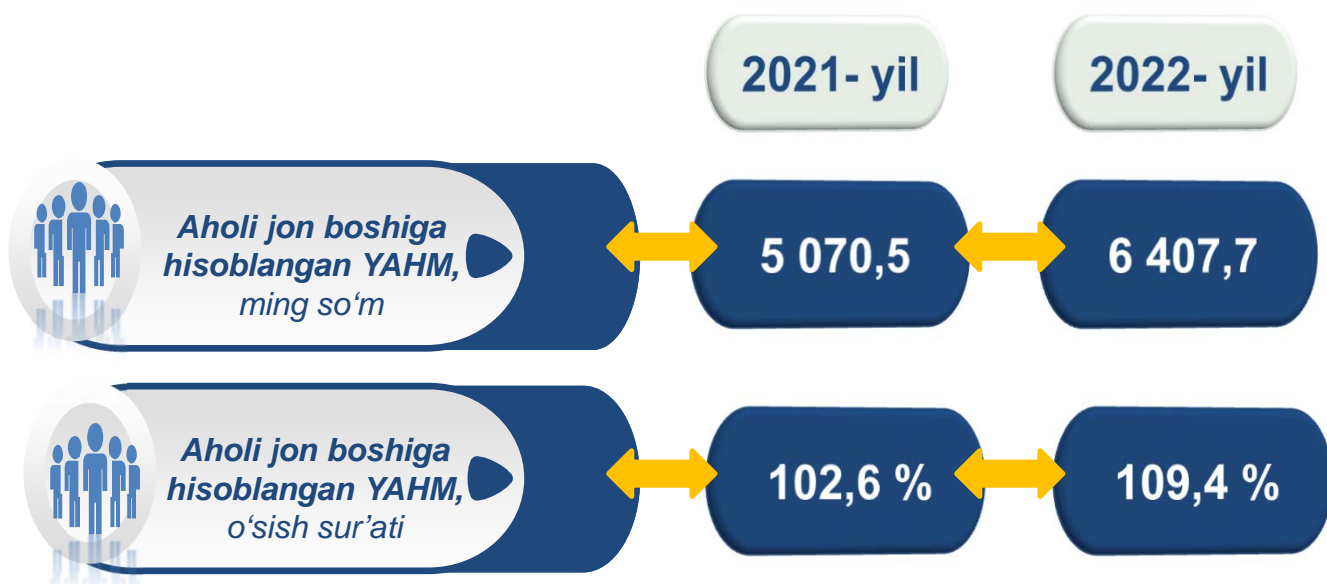 2021- yil
2022- yil
Aholi jon boshiga
hisoblangan YAHM,
ming so‘m
5 070,5
6 407,7
Aholi jon boshiga
hisoblangan YAHM,
o‘sish sur’ati
102,6 %
109,4 %